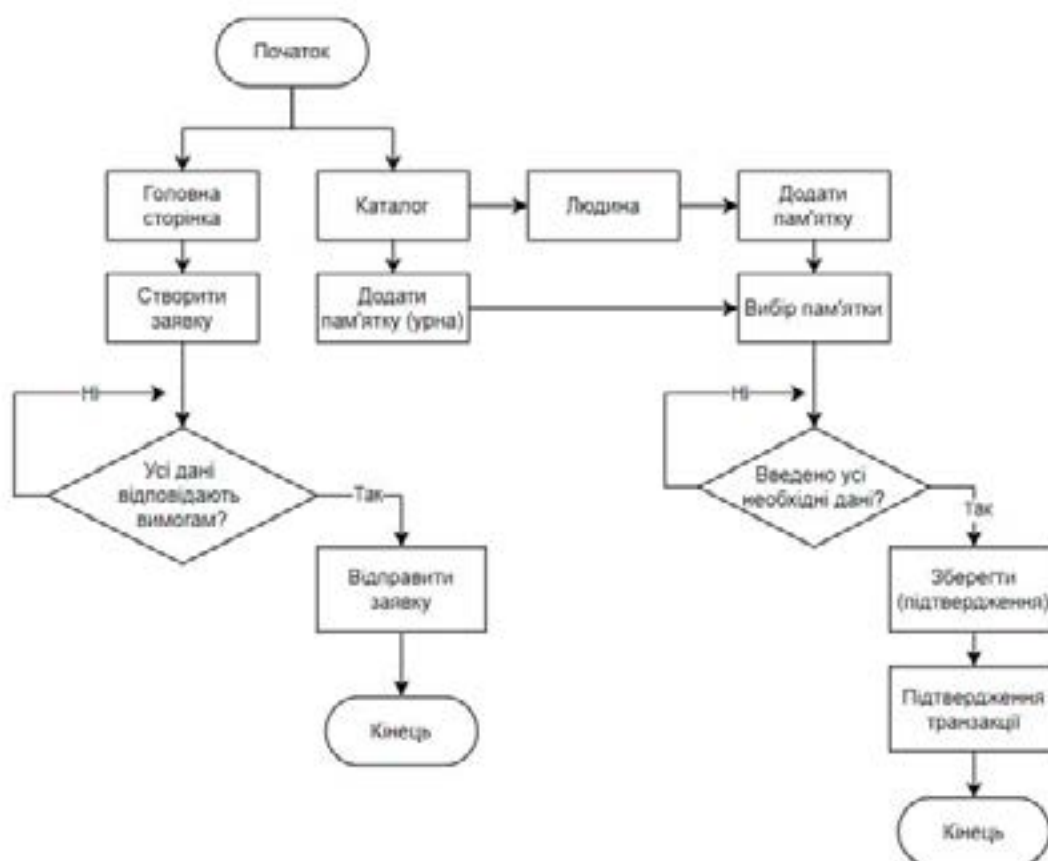 Початок
Головна
сторінка
Каталог
Людина
Додати
пам'ятку
Створити
заявку
Додати
пам'ятку (урна)
Вибір пам'ятки
Ні
Ні
Усі дані
відповідають
вимогам?
Так
Введено усі
необхідні дані?
Так
Відправити
заявку
Зберегти
(підтвердження)
Підтвердження
транзакції
Кінець
Кінець